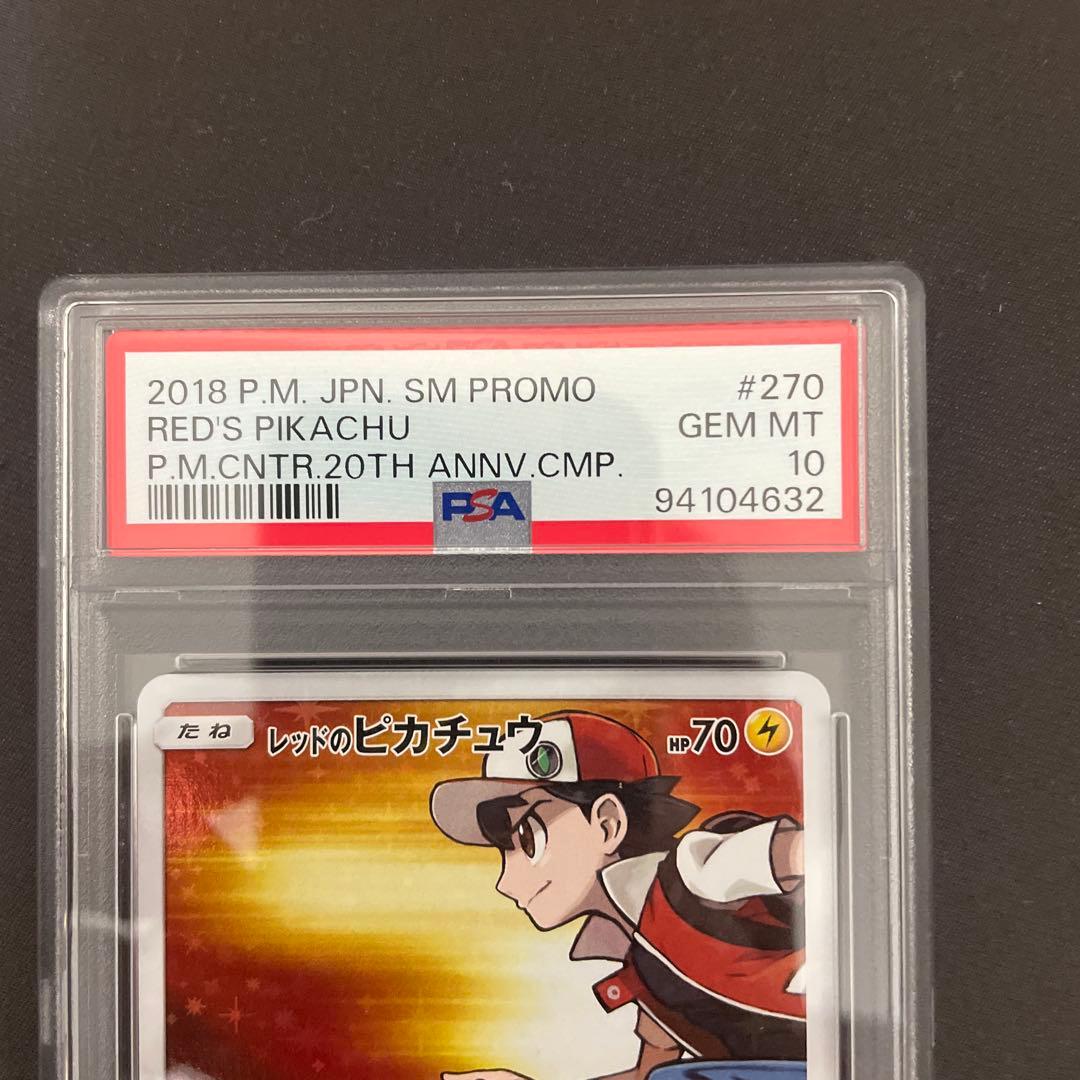 2018 P.M. JPN. SM PROMO #270
RED'S PIKACHU GEM MT
P.M.CNTR.20TH ANNV.CMP. 10
PSA 94104632
たね レッドのピカチュウ HP70